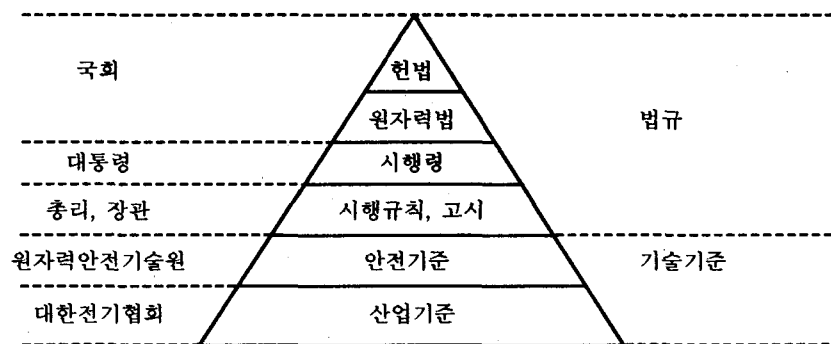 국회
헌법
원자력법
법규
대통령
시행령
총리, 장관
시행규칙, 고시
원자력안전기술원
안전기준
기술기준
대한전기협회
산업기준